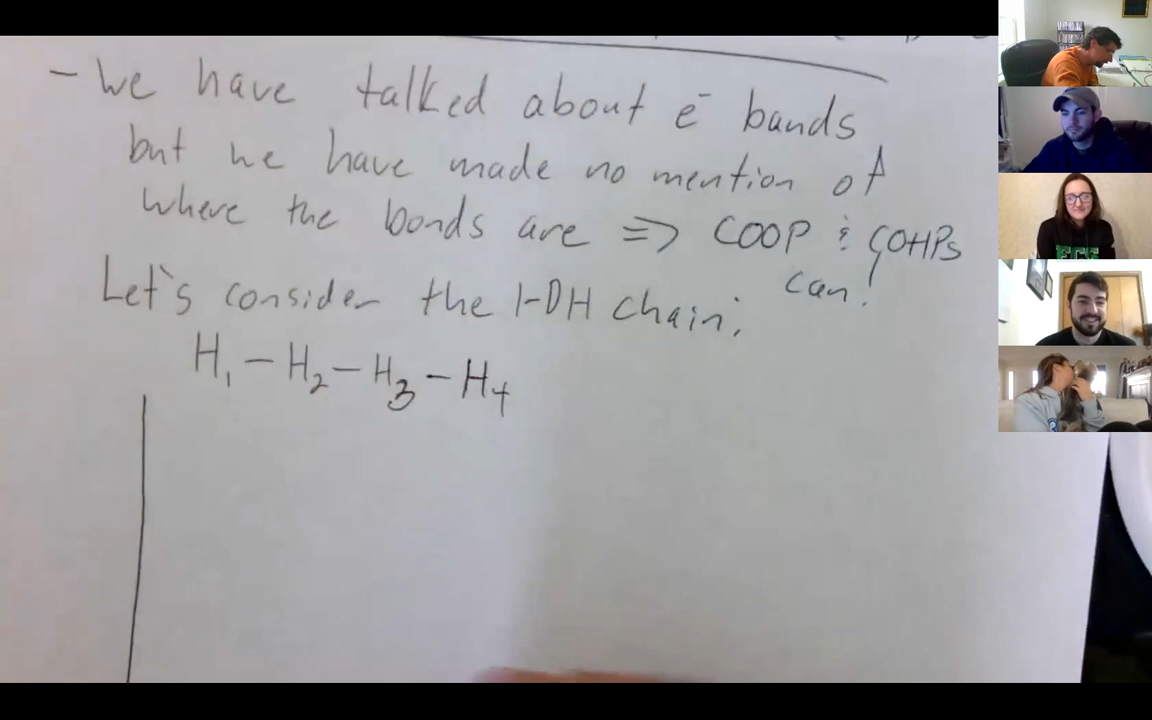 - We have talked about e⁻ bands
but we have made no mention of
where the bonds are ⇒ COOP & COHPs
can!
Let's consider the 1-DH chain;
H₁ - H₂ - H₃ - H₄